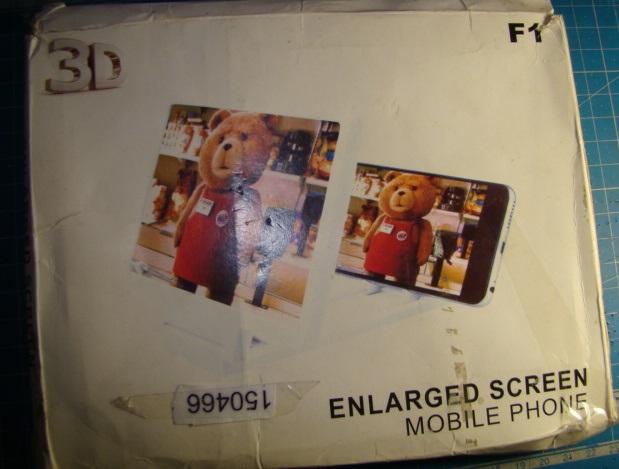 3D
F1
ENLARGED SCREEN
MOBILE PHONE
150466